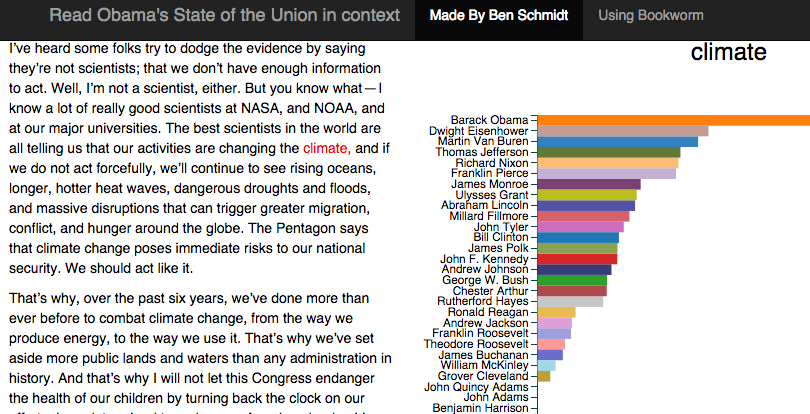 Read Obama's State of the Union in context
Made By Ben Schmidt
Using Bookworm
I've heard some folks try to dodge the evidence by saying
they're not scientists; that we don't have enough information
to act. Well, I'm not a scientist, either. But you know what — I
know a lot of really good scientists at NASA, and NOAA, and
at our major universities. The best scientists in the world are
all telling us that our activities are changing the climate, and if
we do not act forcefully, we'll continue to see rising oceans,
longer, hotter heat waves, dangerous droughts and floods,
and massive disruptions that can trigger greater migration,
conflict, and hunger around the globe. The Pentagon says
that climate change poses immediate risks to our national
security. We should act like it.
That's why, over the past six years, we've done more than
ever before to combat climate change, from the way we
produce energy, to the way we use it. That's why we've set
aside more public lands and waters than any administration in
history. And that's why I will not let this Congress endanger
the health of our children by turning back the clock on our
climate
Barack Obama
Dwight Eisenhower
Martin Van Buren
Thomas Jefferson
Richard Nixon
Franklin Pierce
James Monroe
Ulysses Grant
Abraham Lincoln
Millard Fillmore
John Tyler
Bill Clinton
James Polk
John F. Kennedy
Andrew Johnson
George W. Bush
Chester Arthur
Rutherford Hayes
Ronald Reagan
Andrew Jackson
Franklin Roosevelt
Theodore Roosevelt
James Buchanan
William McKinley
Grover Cleveland
John Quincy Adams
John Adams
Benjamin Harrison